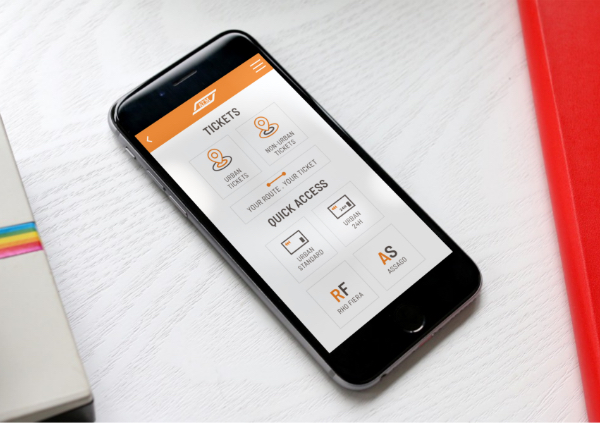 TICKETS
URBAN
TICKETS
NON-URBAN
TICKETS
YOUR ROUTE . YOUR TICKET
QUICK ACCESS
URBAN
STANDARD
URBAN
24H
RF
RHO FIERA
AS
ASSAGO